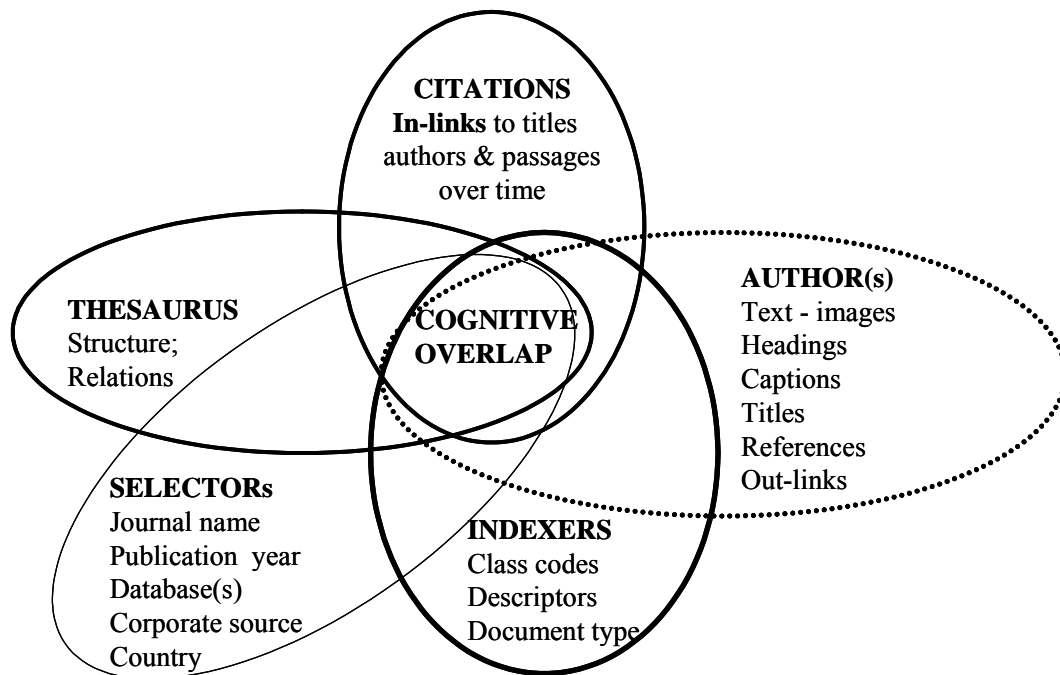 CITATIONS
In-links to titles
authors & passages
over time
THESAURUS
Structure;
Relations
COGNITIVE
OVERLAP
AUTHOR(s)
Text - images
Headings
Captions
Titles
References
Out-links
SELECTORs
Journal name
Publication year
Database(s)
Corporate source
Country
INDEXERS
Class codes
Descriptors
Document type